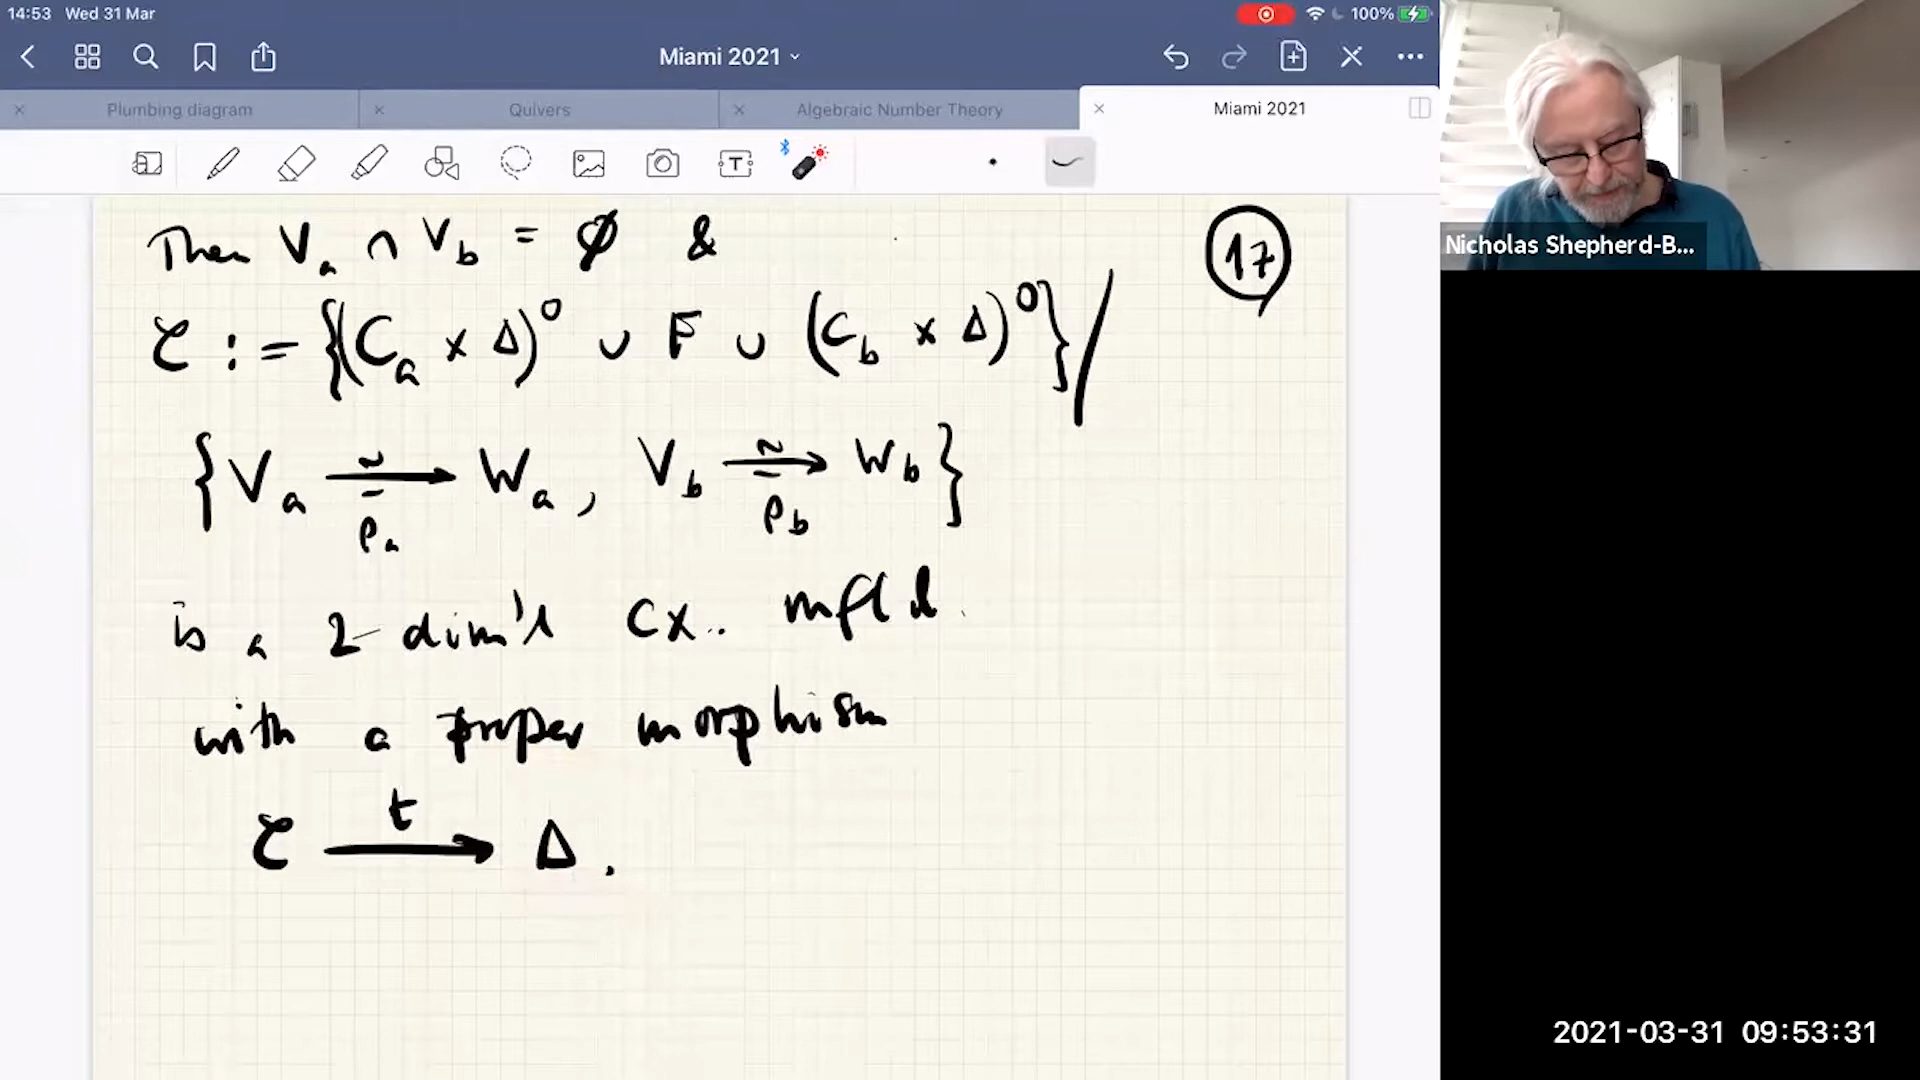 14:53 Wed 31 Mar
100%
Miami 2021
Plumbing diagram
Quivers
Algebraic Number Theory
Miami 2021
T
Nicholas Shepherd-B...
17
Then V_a ∩ V_b = ∅ &
𝒞 := {(C_a × Δ)⁰ ∪ F ∪ (C_b × Δ)⁰}/
{V_a ≅→ W_a, V_b ≅→ W_b}
ρ_a ρ_b
is a 2-dim'l cx. mfld.
with a proper morphism
t
𝒞 → Δ.
2021-03-31 09:53:31